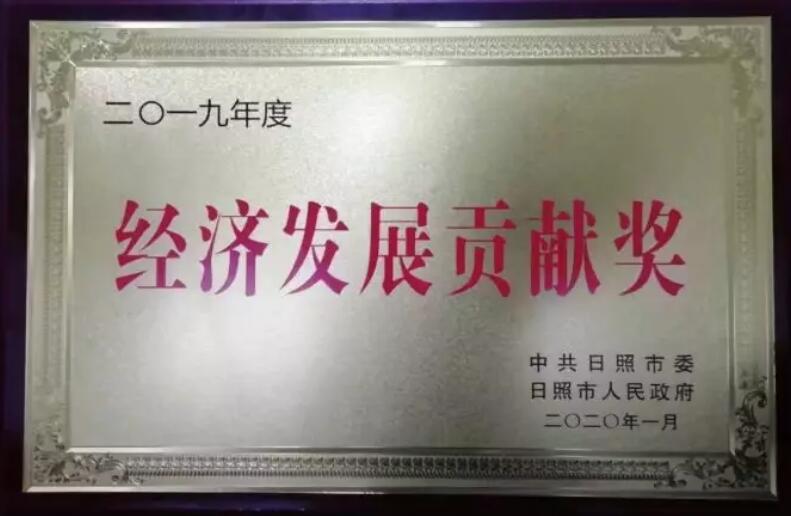 二〇一九年度
经济发展贡献奖
中共日照市委
日照市人民政府
二〇二〇年一月